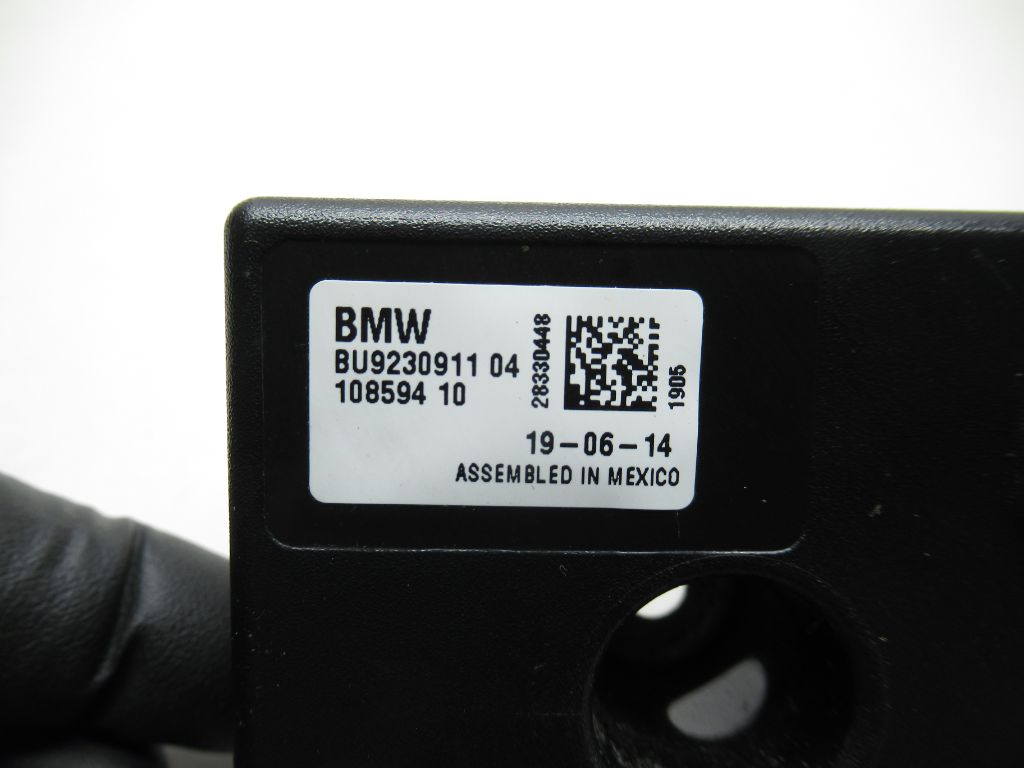 BMW
BU9230911 04
108594 10
28330448
1905
19-06-14
ASSEMBLED IN MEXICO